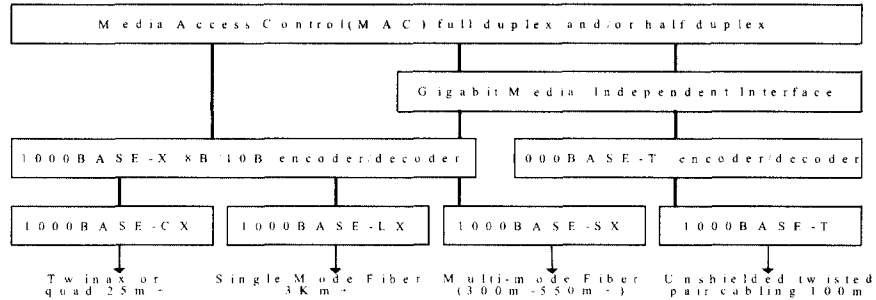 Media Access Control(MAC) full duplex and/or half duplex
Gigabit Media Independent Interface
1000BASE-X 8B/10B encoder/decoder
000BASE-T encoder/decoder
1000BASE-CX
1000BASE-LX
1000BASE-SX
1000BASE-T
Twinax or
quad 25m+
Single Mode Fiber
3Km+
Multi-mode Fiber
(300m-550m+)
Unshielded twisted
pair cabling 100m